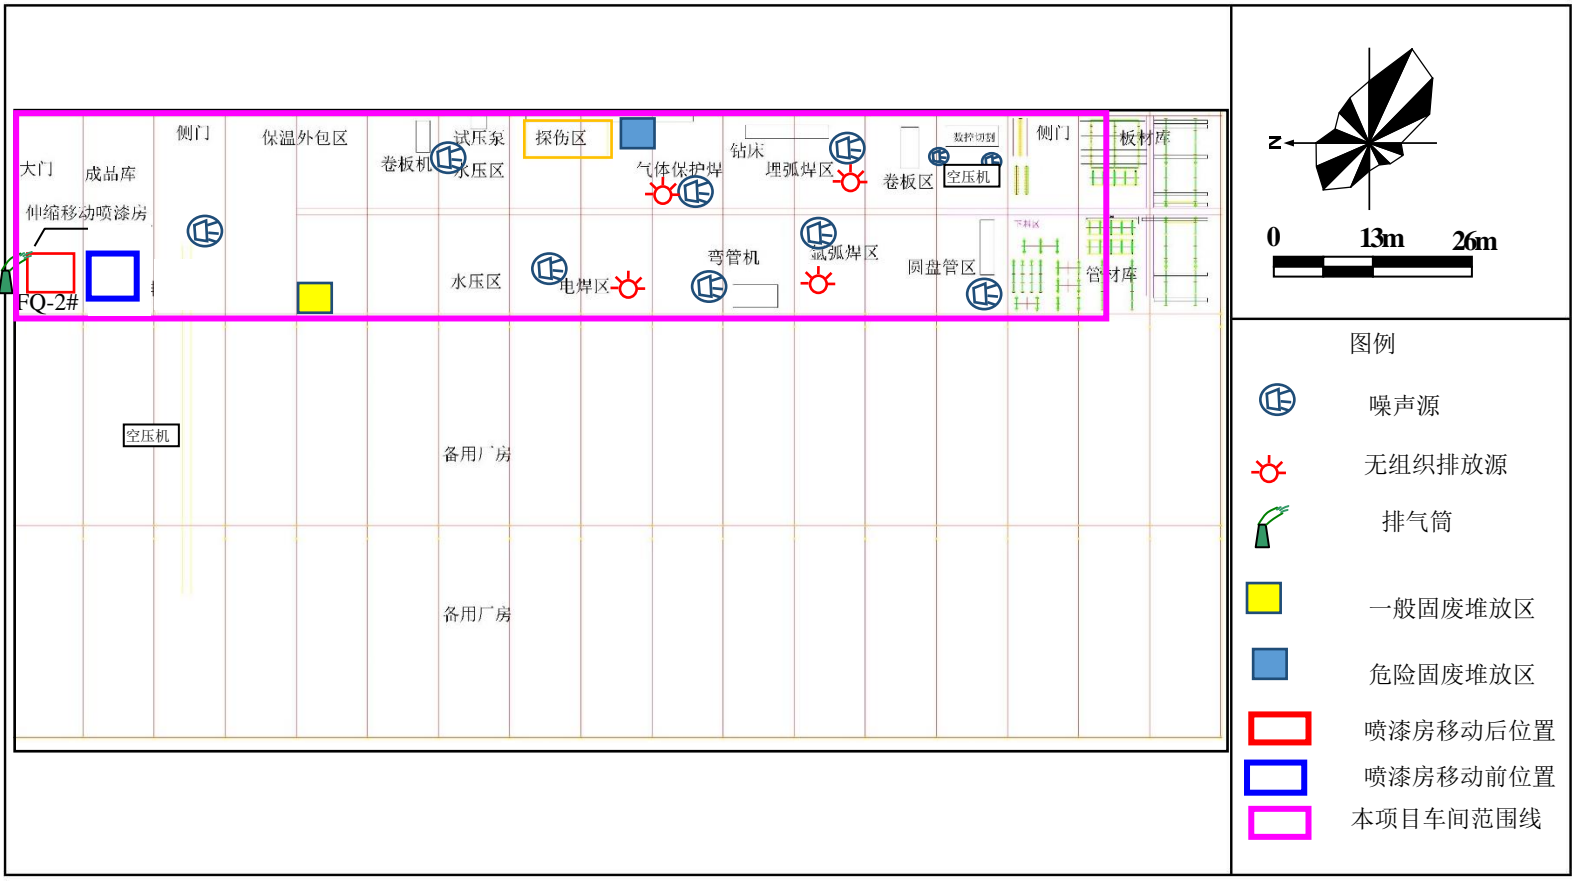 侧门
保温外包区
试压泵
探伤区
数控切割
侧门
板材库
大门
成品库
卷板机
水压区
气体保护焊
钻床
埋弧焊区
卷板区
空压机
伸缩移动喷漆房
下料区
水压区
电焊区
弯管机
氩弧焊区
圆盘管区
管材库
FQ-2#
空压机
备用厂房
备用厂房
N
0
13m
26m
图例
噪声源
无组织排放源
排气筒
一般固废堆放区
危险固废堆放区
喷漆房移动后位置
喷漆房移动前位置
本项目车间范围线